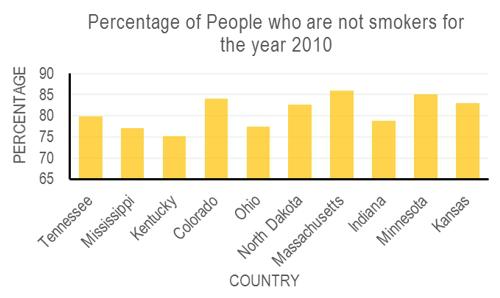 Percentage of People who are not smokers for
the year 2010
PERCENTAGE
90
85
80
75
70
65
Tennessee
Mississippi
Kentucky
Colorado
Ohio
North Dakota
Massachusetts
Indiana
Minnesota
Kansas
COUNTRY